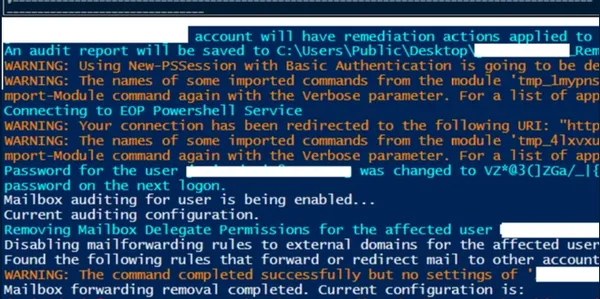 account will have remediation actions applied to
An audit report will be saved to C:\Users\Public\Desktop\ _Rem
WARNING: Using New-PSSession with Basic Authentication is going to be de
WARNING: The names of some imported commands from the module 'tmp_1mypns
mport-Module command again with the Verbose parameter. For a list of app
Connecting to EOP Powershell Service
WARNING: Your connection has been redirected to the following URI: "http
WARNING: The names of some imported commands from the module 'tmp_4lxvxu
mport-Module command again with the Verbose parameter. For a list of app
Password for the user was changed to VZ*@3(]ZGa/_|{
password on the next logon.
Mailbox auditing for user is being enabled...
Current auditing configuration.
Removing Mailbox Delegate Permissions for the affected user
Disabling mailforwarding rules to external domains for the affected user
Found the following rules that forward or redirect mail to other account
WARNING: The command completed successfully but no settings of '
Mailbox forwarding removal completed. Current configuration is: